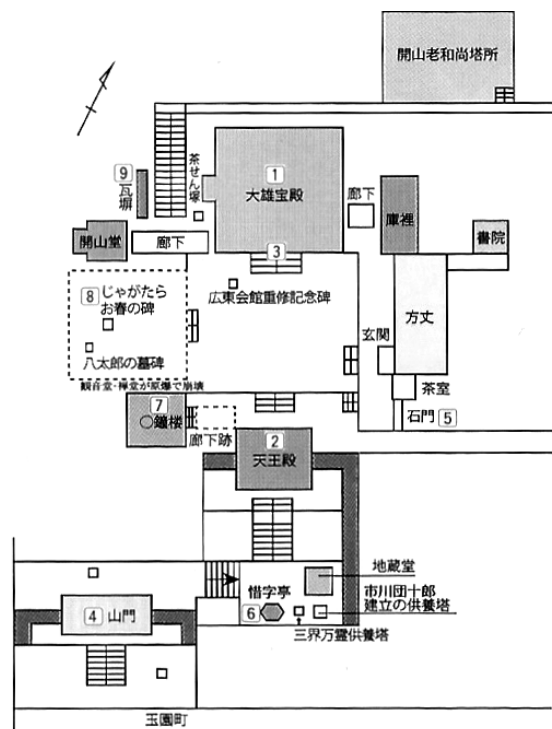 開山老和尚塔所
1
大雄宝殿
茶せん塚
9
瓦塀
廊下
庫裡
書院
開山堂
廊下
3
広東会館重修記念碑
8 じゃがたら
お春の碑
八太郎の墓碑
観音堂・禅堂が原爆で崩壊
方丈
玄関
茶室
石門 5
7
○鐘楼
廊下跡
2
天王殿
地蔵堂
惜字亭
6
市川団十郎
建立の供養塔
三界万霊供養塔
4 山門
玉園町